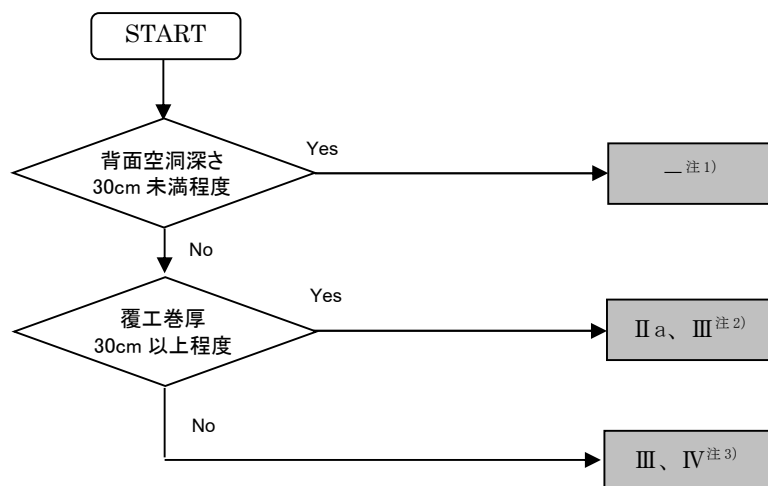 START
背面空洞深さ
30cm 未満程度
Yes
―注1)
No
覆工巻厚
30cm 以上程度
Yes
Ⅱa、Ⅲ注2)
No
Ⅲ、Ⅳ注3)